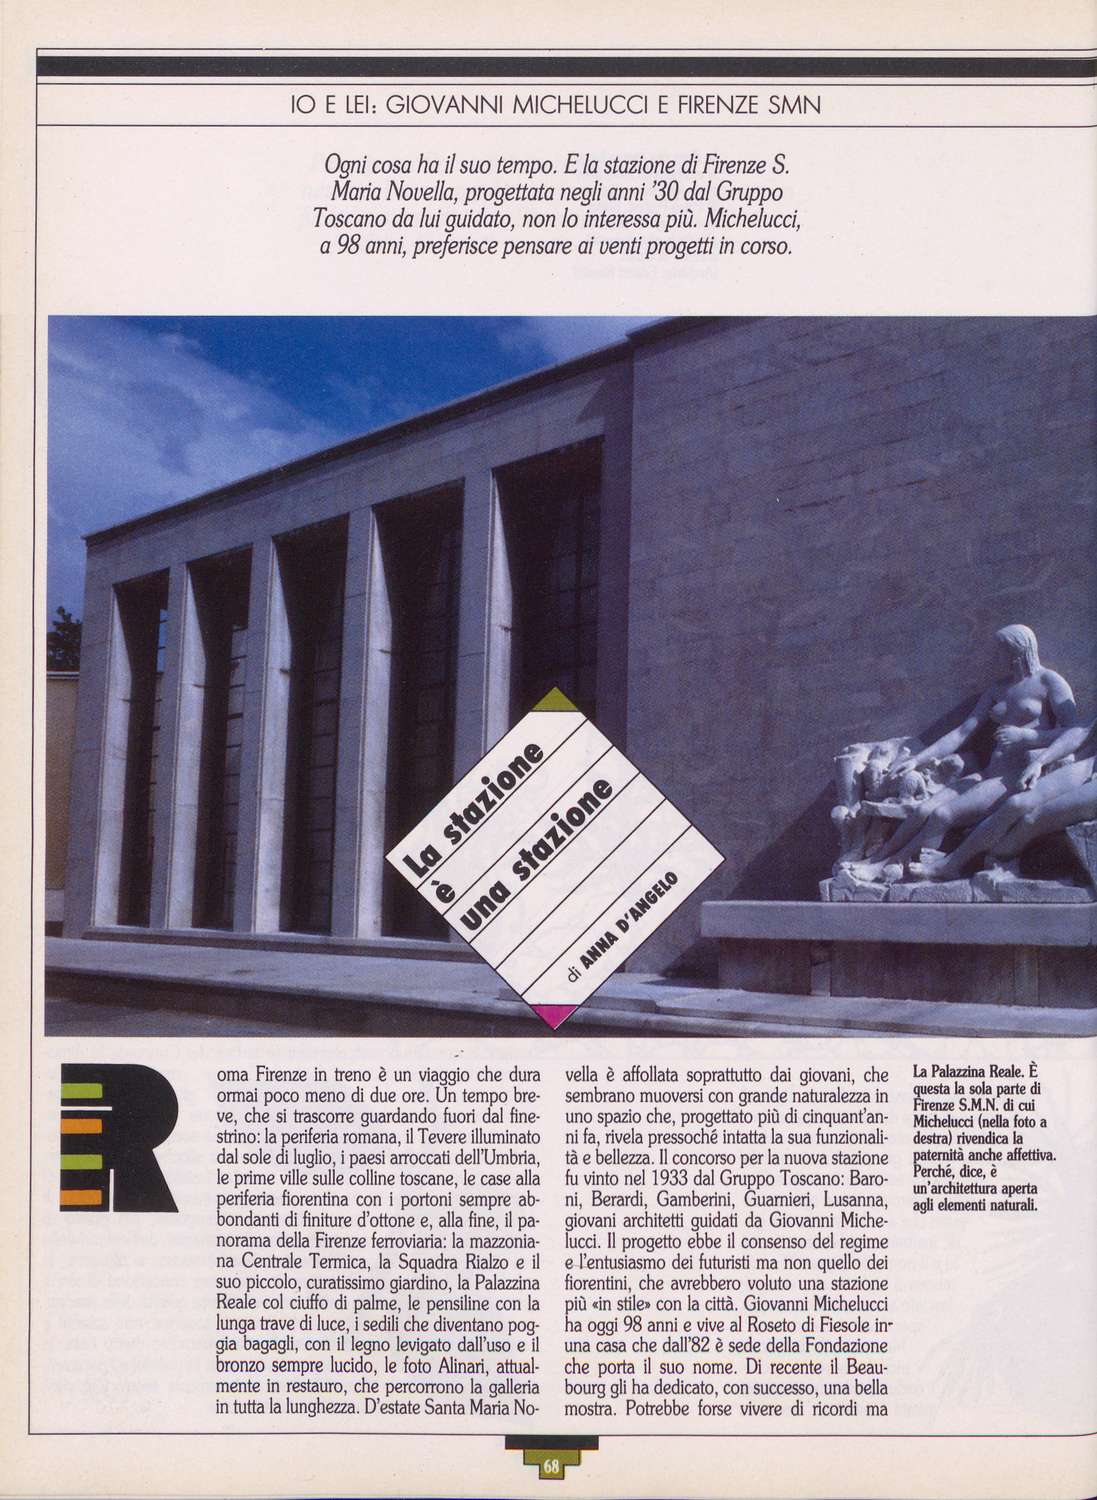 IO E LEI: GIOVANNI MICHELUCCI E FIRENZE SMN
Ogni cosa ha il suo tempo. E la stazione di Firenze S.
Maria Novella, progettata negli anni '30 dal Gruppo
Toscano da lui guidato, non lo interessa più. Michelucci,
a 98 anni, preferisce pensare ai venti progetti in corso.
La stazione
è
una stazione
di ANNA D'ANGELO
R
oma Firenze in treno è un viaggio che dura
ormai poco meno di due ore. Un tempo bre-
ve, che si trascorre guardando fuori dal fine-
strino: la periferia romana, il Tevere illuminato
dal sole di luglio, i paesi arroccati dell'Umbria,
le prime ville sulle colline toscane, le case alla
periferia fiorentina con i portoni sempre ab-
bondanti di finiture d'ottone e, alla fine, il pa-
norama della Firenze ferroviaria: la mazzonia-
na Centrale Termica, la Squadra Rialzo e il
suo piccolo, curatissimo giardino, la Palazzina
Reale col ciuffo di palme, le pensiline con la
lunga trave di luce, i sedili che diventano pog-
gia bagagli, con il legno levigato dall'uso e il
bronzo sempre lucido, le foto Alinari, attual-
mente in restauro, che percorrono la galleria
in tutta la lunghezza. D'estate Santa Maria No-
vella è affollata soprattutto dai giovani, che
sembrano muoversi con grande naturalezza in
uno spazio che, progettato più di cinquant'an-
ni fa, rivela pressoché intatta la sua funzionali-
tà e bellezza. Il concorso per la nuova stazione
fu vinto nel 1933 dal Gruppo Toscano: Baro-
ni, Berardi, Gamberini, Guarnieri, Lusanna,
giovani architetti guidati da Giovanni Miche-
lucci. Il progetto ebbe il consenso del regime
e l'entusiasmo dei futuristi ma non quello dei
fiorentini, che avrebbero voluto una stazione
più «in stile» con la città. Giovanni Michelucci
ha oggi 98 anni e vive al Roseto di Fiesole in
una casa che dall'82 è sede della Fondazione
che porta il suo nome. Di recente il Beau-
bourg gli ha dedicato, con successo, una bella
mostra. Potrebbe forse vivere di ricordi ma
La Palazzina Reale. È
questa la sola parte di
Firenze S.M.N. di cui
Michelucci (nella foto a
destra) rivendica la
paternità anche affettiva.
Perché, dice, è
un'architettura aperta
agli elementi naturali.
68